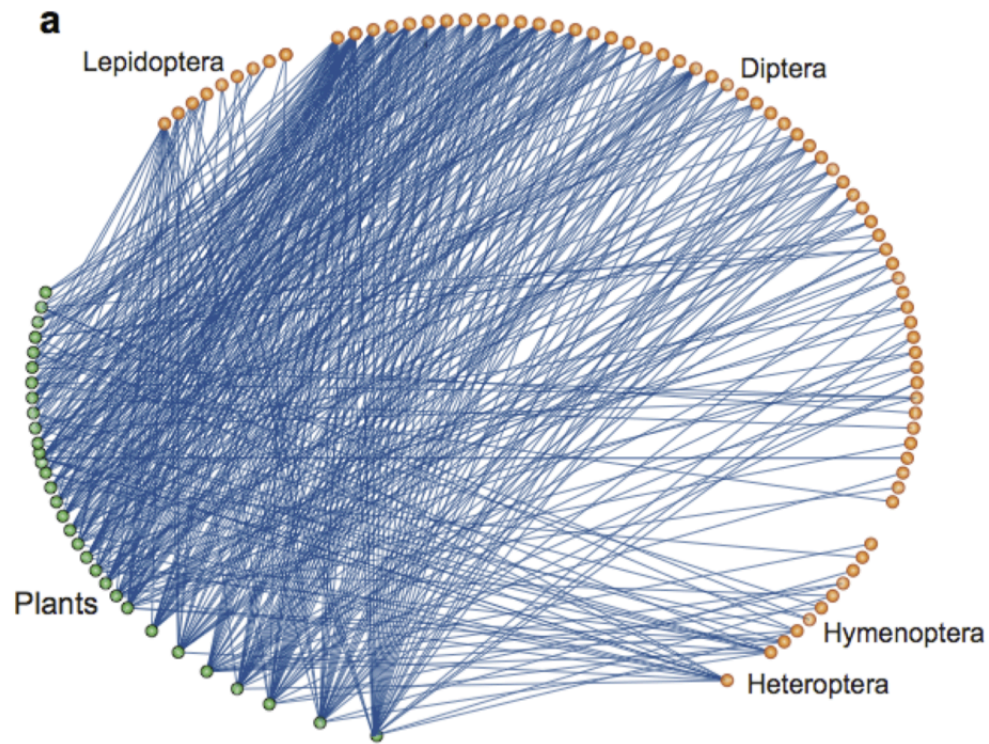 a
Lepidoptera
Diptera
Plants
Hymenoptera
Heteroptera